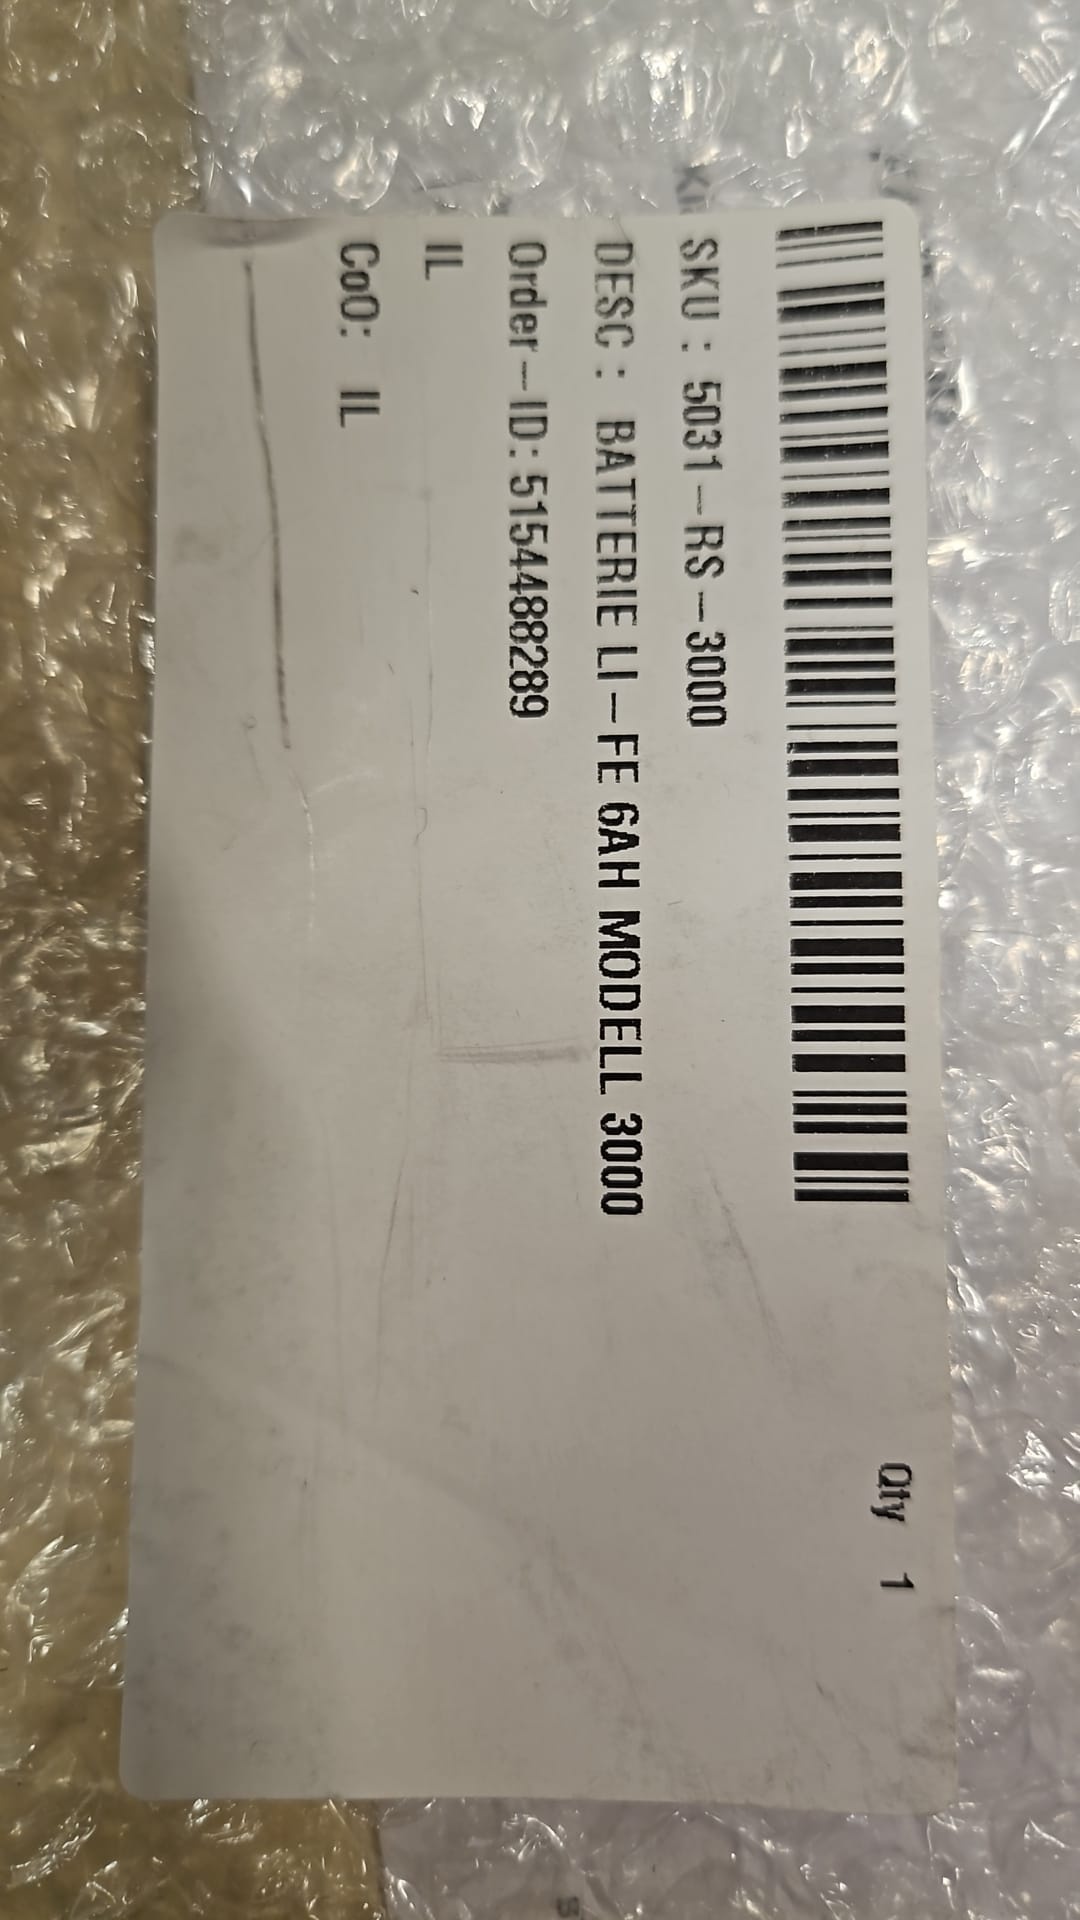 Qty 1
SKU : 5031-RS-3000
DESC : BATTERIE LI-FE 6AH MODELL 3000
Order-ID: 5154488289
IL
CoO: IL